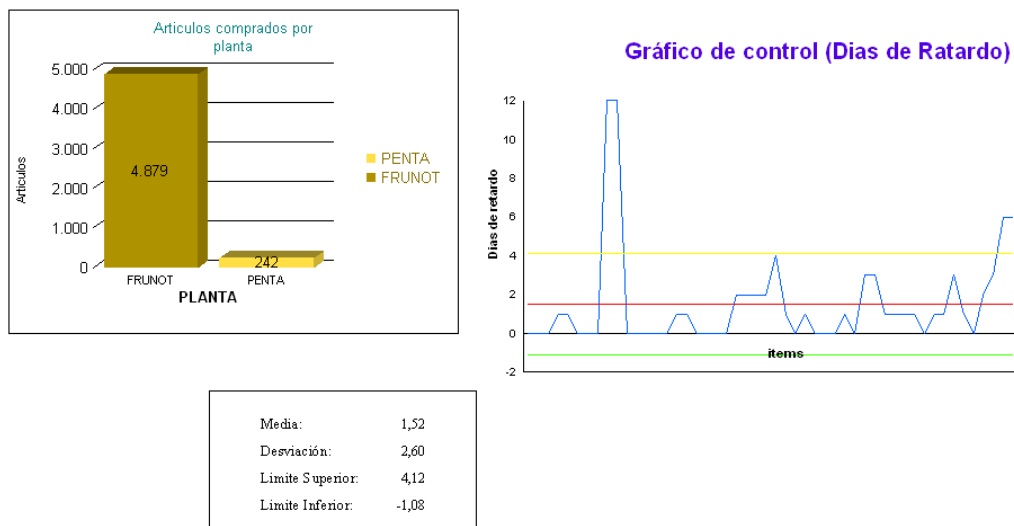 Articulos comprados por
planta
5.000
4.000
3.000
2.000
1.000
0
Articulos
4.879
242
FRUNOT
PENTA
PLANTA
PENTA
FRUNOT
Gráfico de control (Dias de Ratardo)
12
10
8
6
4
2
0
-2
Dias de retardo
items
Media: 1,52
Desviación: 2,60
Limite Superior: 4,12
Limite Inferior: -1,08